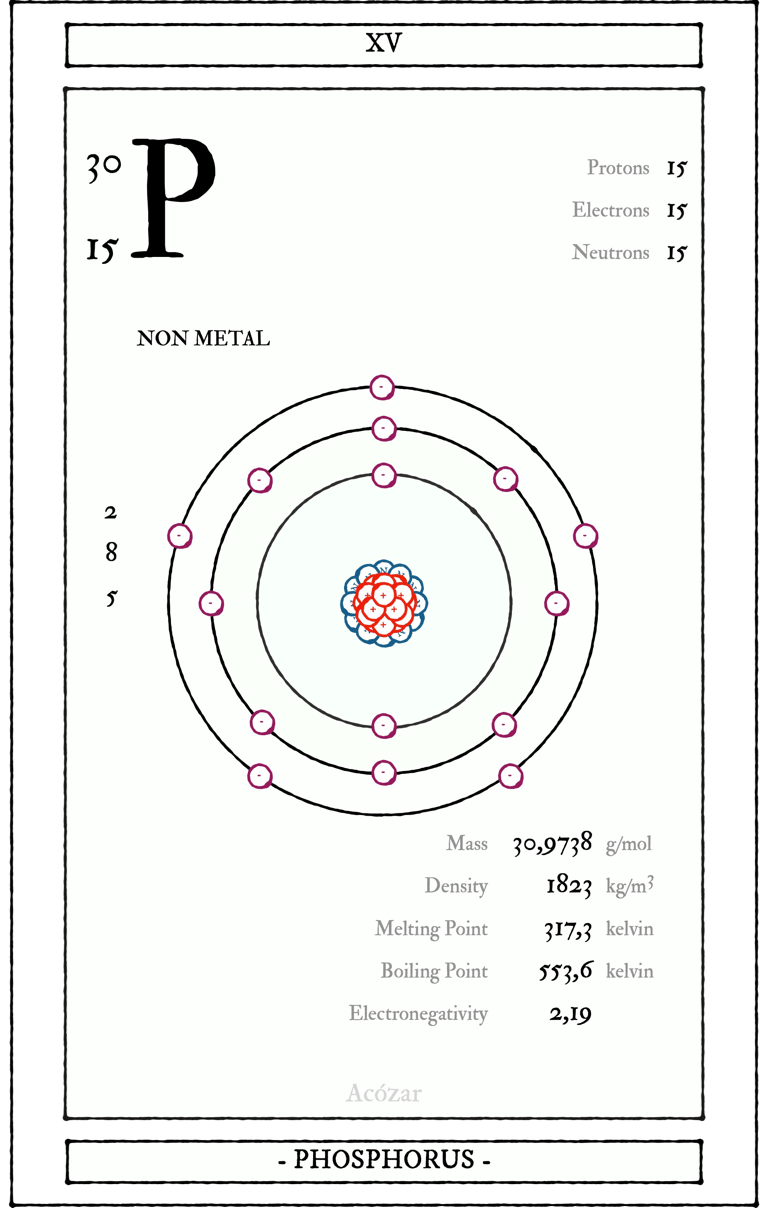 XV
30
P
15
Protons 15
Electrons 15
Neutrons 15
NON METAL
2
8
5
Mass 30,9738 g/mol
Density 1823 kg/m³
Melting Point 317,3 kelvin
Boiling Point 553,6 kelvin
Electronegativity 2,19
Acózar
- PHOSPHORUS -